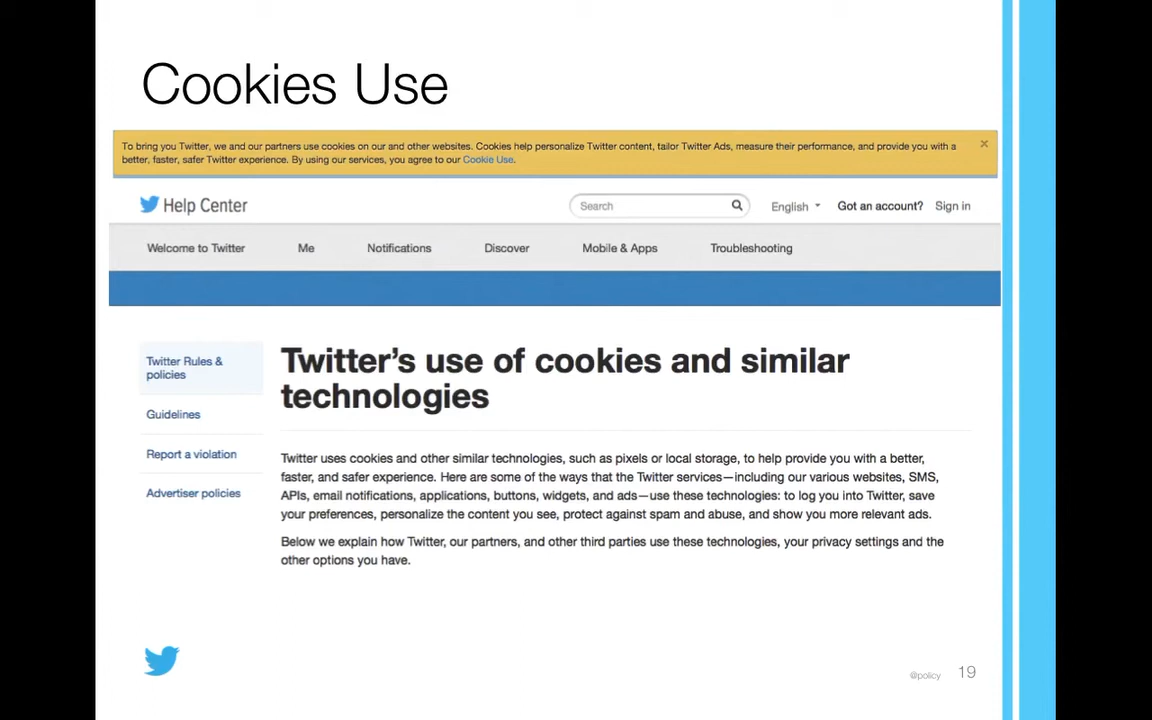 Cookies Use
To bring you Twitter, we and our partners use cookies on our and other websites. Cookies help personalize Twitter content, tailor Twitter Ads, measure their performance, and provide you with a
better, faster, safer Twitter experience. By using our services, you agree to our Cookie Use.
×
Help Center
Search
English
Got an account? Sign in
Welcome to Twitter Me Notifications Discover Mobile & Apps Troubleshooting
Twitter Rules &
policies
Guidelines
Report a violation
Advertiser policies
Twitter's use of cookies and similar
technologies
Twitter uses cookies and other similar technologies, such as pixels or local storage, to help provide you with a better,
faster, and safer experience. Here are some of the ways that the Twitter services—including our various websites, SMS,
APIs, email notifications, applications, buttons, widgets, and ads—use these technologies: to log you into Twitter, save
your preferences, personalize the content you see, protect against spam and abuse, and show you more relevant ads.
Below we explain how Twitter, our partners, and other third parties use these technologies, your privacy settings and the
other options you have.
@policy 19